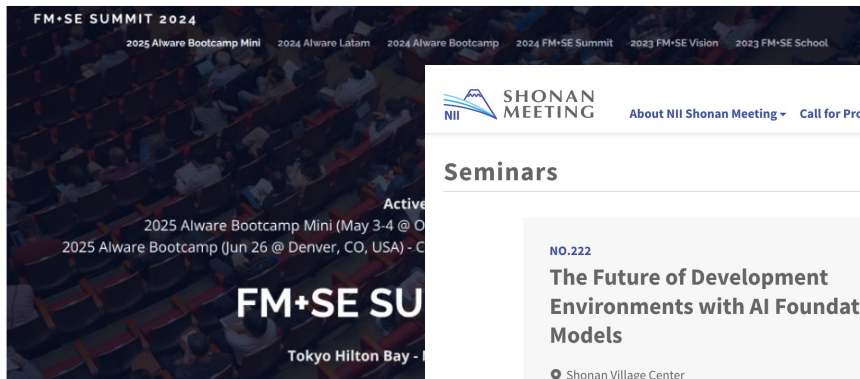 FM+SE SUMMIT 2024
2025 AIware Bootcamp Mini 2024 AIware Latam 2024 AIware Bootcamp 2024 FM+SE Summit 2023 FM+SE Vision 2023 FM+SE School
Active
2025 AIware Bootcamp Mini (May 3-4 @ O
2025 AIware Bootcamp (Jun 26 @ Denver, CO, USA) - C
FM+SE SU
Tokyo Hilton Bay -
NII
SHONAN
MEETING
About NII Shonan Meeting
Call for Pro
Seminars
NO.222
The Future of Development
Environments with AI Foundat
Models
Shonan Village Center